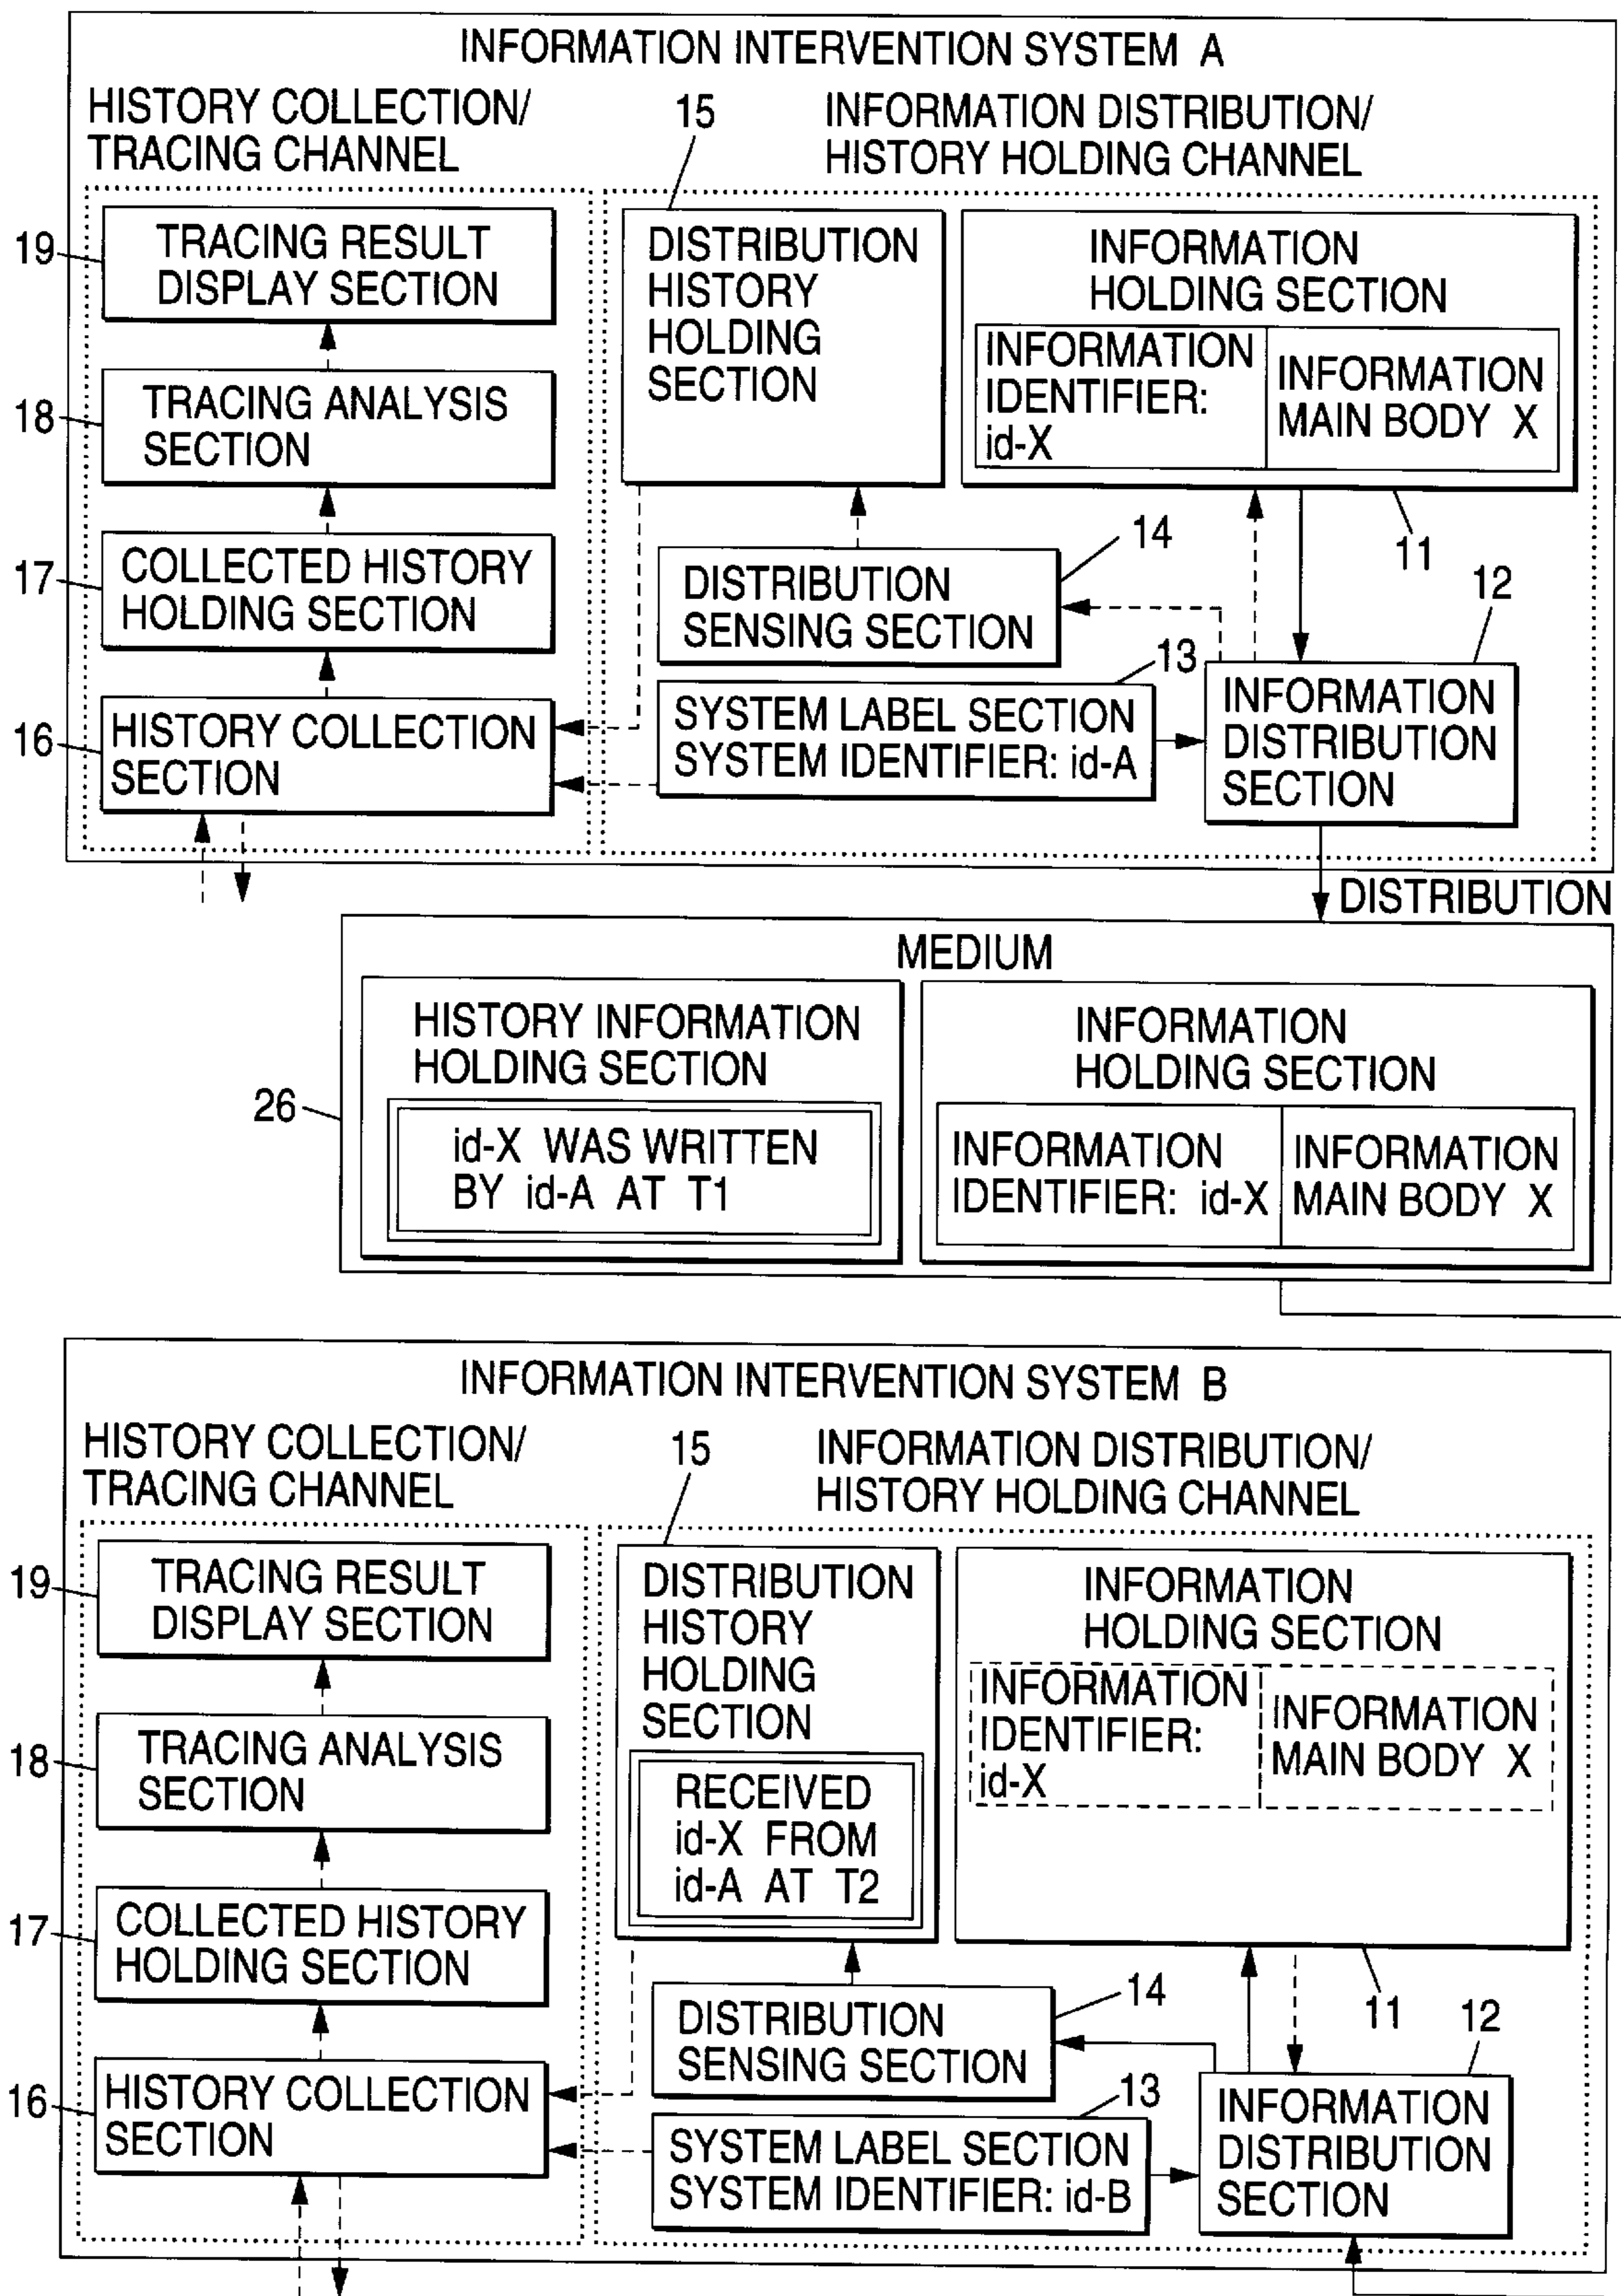 INFORMATION INTERVENTION SYSTEM A
HISTORY COLLECTION/
TRACING CHANNEL
15
INFORMATION DISTRIBUTION/
HISTORY HOLDING CHANNEL
19
TRACING RESULT
DISPLAY SECTION
DISTRIBUTION
HISTORY
HOLDING
SECTION
INFORMATION
HOLDING SECTION
INFORMATION
IDENTIFIER:
id-X
INFORMATION
MAIN BODY X
18
TRACING ANALYSIS
SECTION
11
17
COLLECTED HISTORY
HOLDING SECTION
DISTRIBUTION
SENSING SECTION
14
12
13
16
HISTORY COLLECTION
SECTION
SYSTEM LABEL SECTION
SYSTEM IDENTIFIER: id-A
INFORMATION
DISTRIBUTION
SECTION
DISTRIBUTION
MEDIUM
26
HISTORY INFORMATION
HOLDING SECTION
id-X WAS WRITTEN
BY id-A AT T1
INFORMATION
HOLDING SECTION
INFORMATION
IDENTIFIER: id-X
INFORMATION
MAIN BODY X
INFORMATION INTERVENTION SYSTEM B
HISTORY COLLECTION/
TRACING CHANNEL
15
INFORMATION DISTRIBUTION/
HISTORY HOLDING CHANNEL
19
TRACING RESULT
DISPLAY SECTION
DISTRIBUTION
HISTORY
HOLDING
SECTION
RECEIVED
id-X FROM
id-A AT T2
INFORMATION
HOLDING SECTION
INFORMATION
IDENTIFIER:
id-X
INFORMATION
MAIN BODY X
18
TRACING ANALYSIS
SECTION
17
COLLECTED HISTORY
HOLDING SECTION
DISTRIBUTION
SENSING SECTION
14
11
12
13
16
HISTORY COLLECTION
SECTION
SYSTEM LABEL SECTION
SYSTEM IDENTIFIER: id-B
INFORMATION
DISTRIBUTION
SECTION